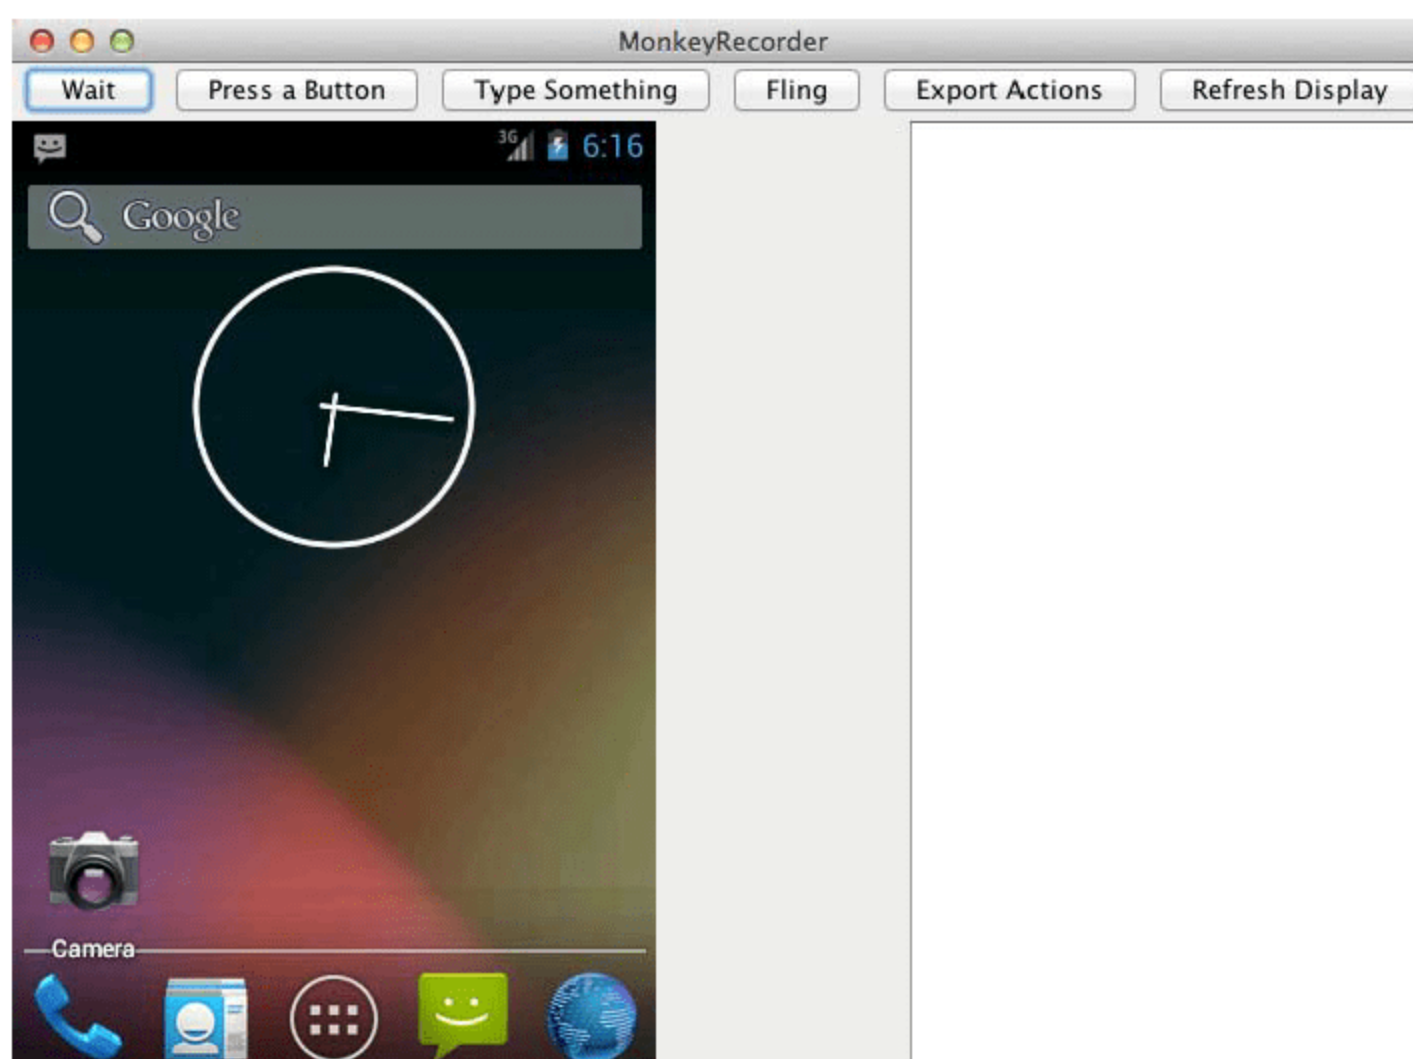 MonkeyRecorder
Wait Press a Button Type Something Fling Export Actions Refresh Display
3G 6:16
Google
Camera